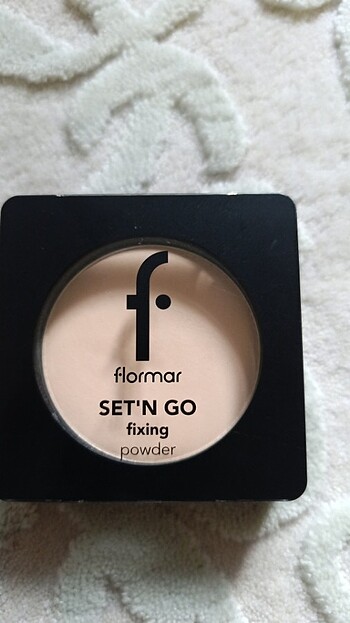 f
flormar
SET'N GO
fixing
powder